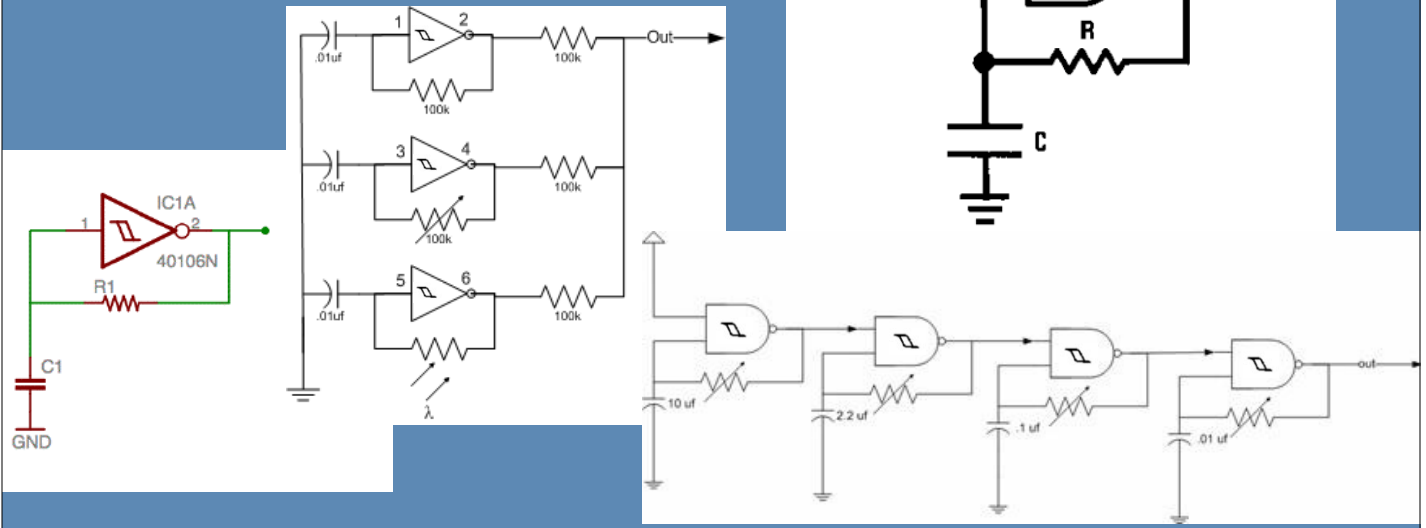 1 2
.01uf
100k
100k
Out
3 4
.01uf
100k
100k
5 6
.01uf
100k
λ
R
C
IC1A
1 2
40106N
R1
C1
GND
10 uf
2.2 uf
.1 uf
.01 uf
out